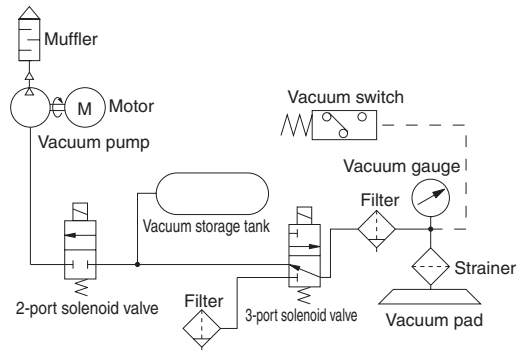 Muffler
M
Motor
Vacuum pump
Vacuum switch
Vacuum gauge
Filter
Vacuum storage tank
Strainer
2-port solenoid valve
Filter
3-port solenoid valve
Vacuum pad